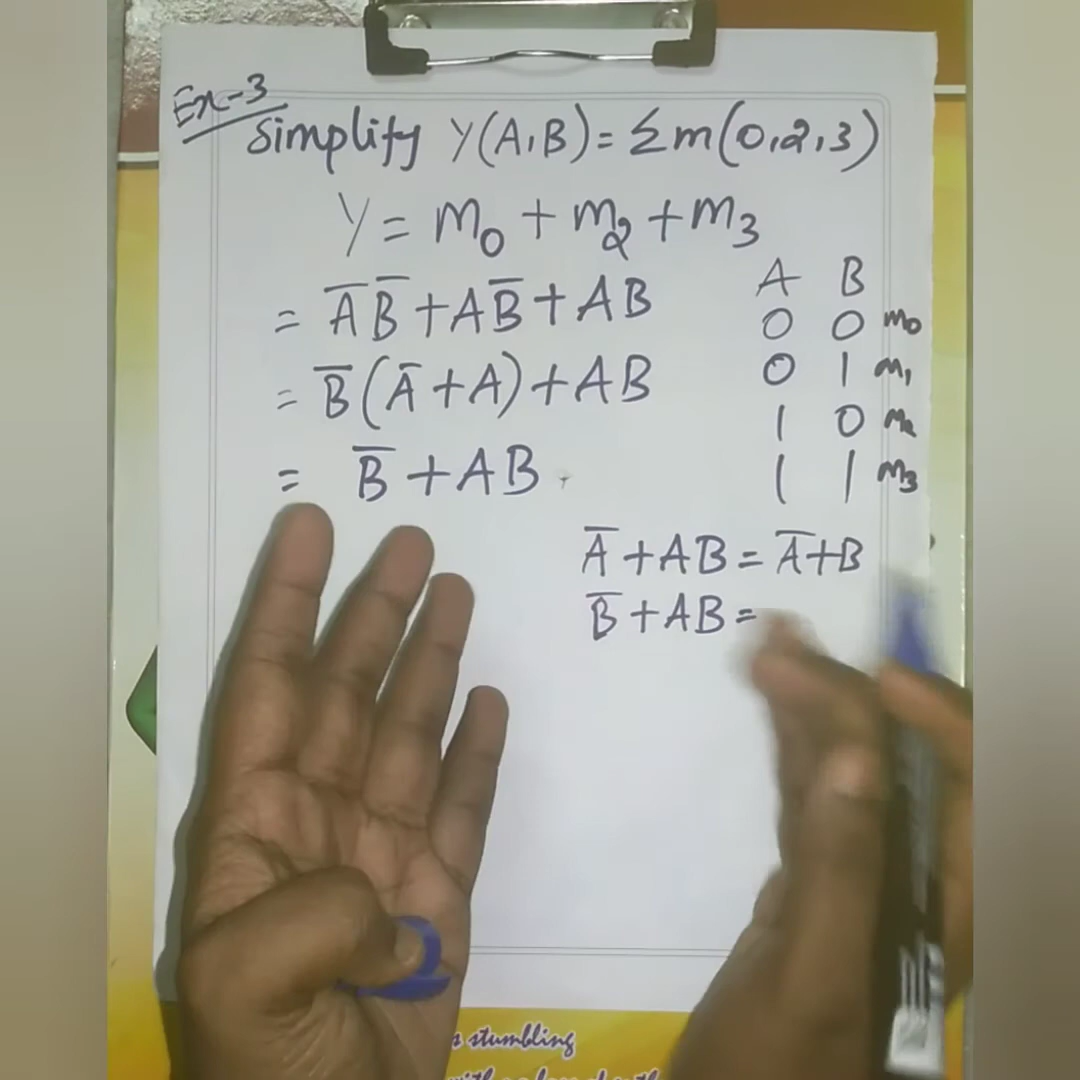 Ex-3
Simplify Y(A,B)= Σm(0,2,3)
Y= m₀ + m₂ + m₃
= A̅B̅ + AB̅ + AB
= B̅(A̅ + A) + AB
= B̅ + AB
A B
0 0 m₀
0 1 m₁
1 0 m₂
1 1 m₃
A̅ + AB = A̅+B
B̅ + AB =
stumbling